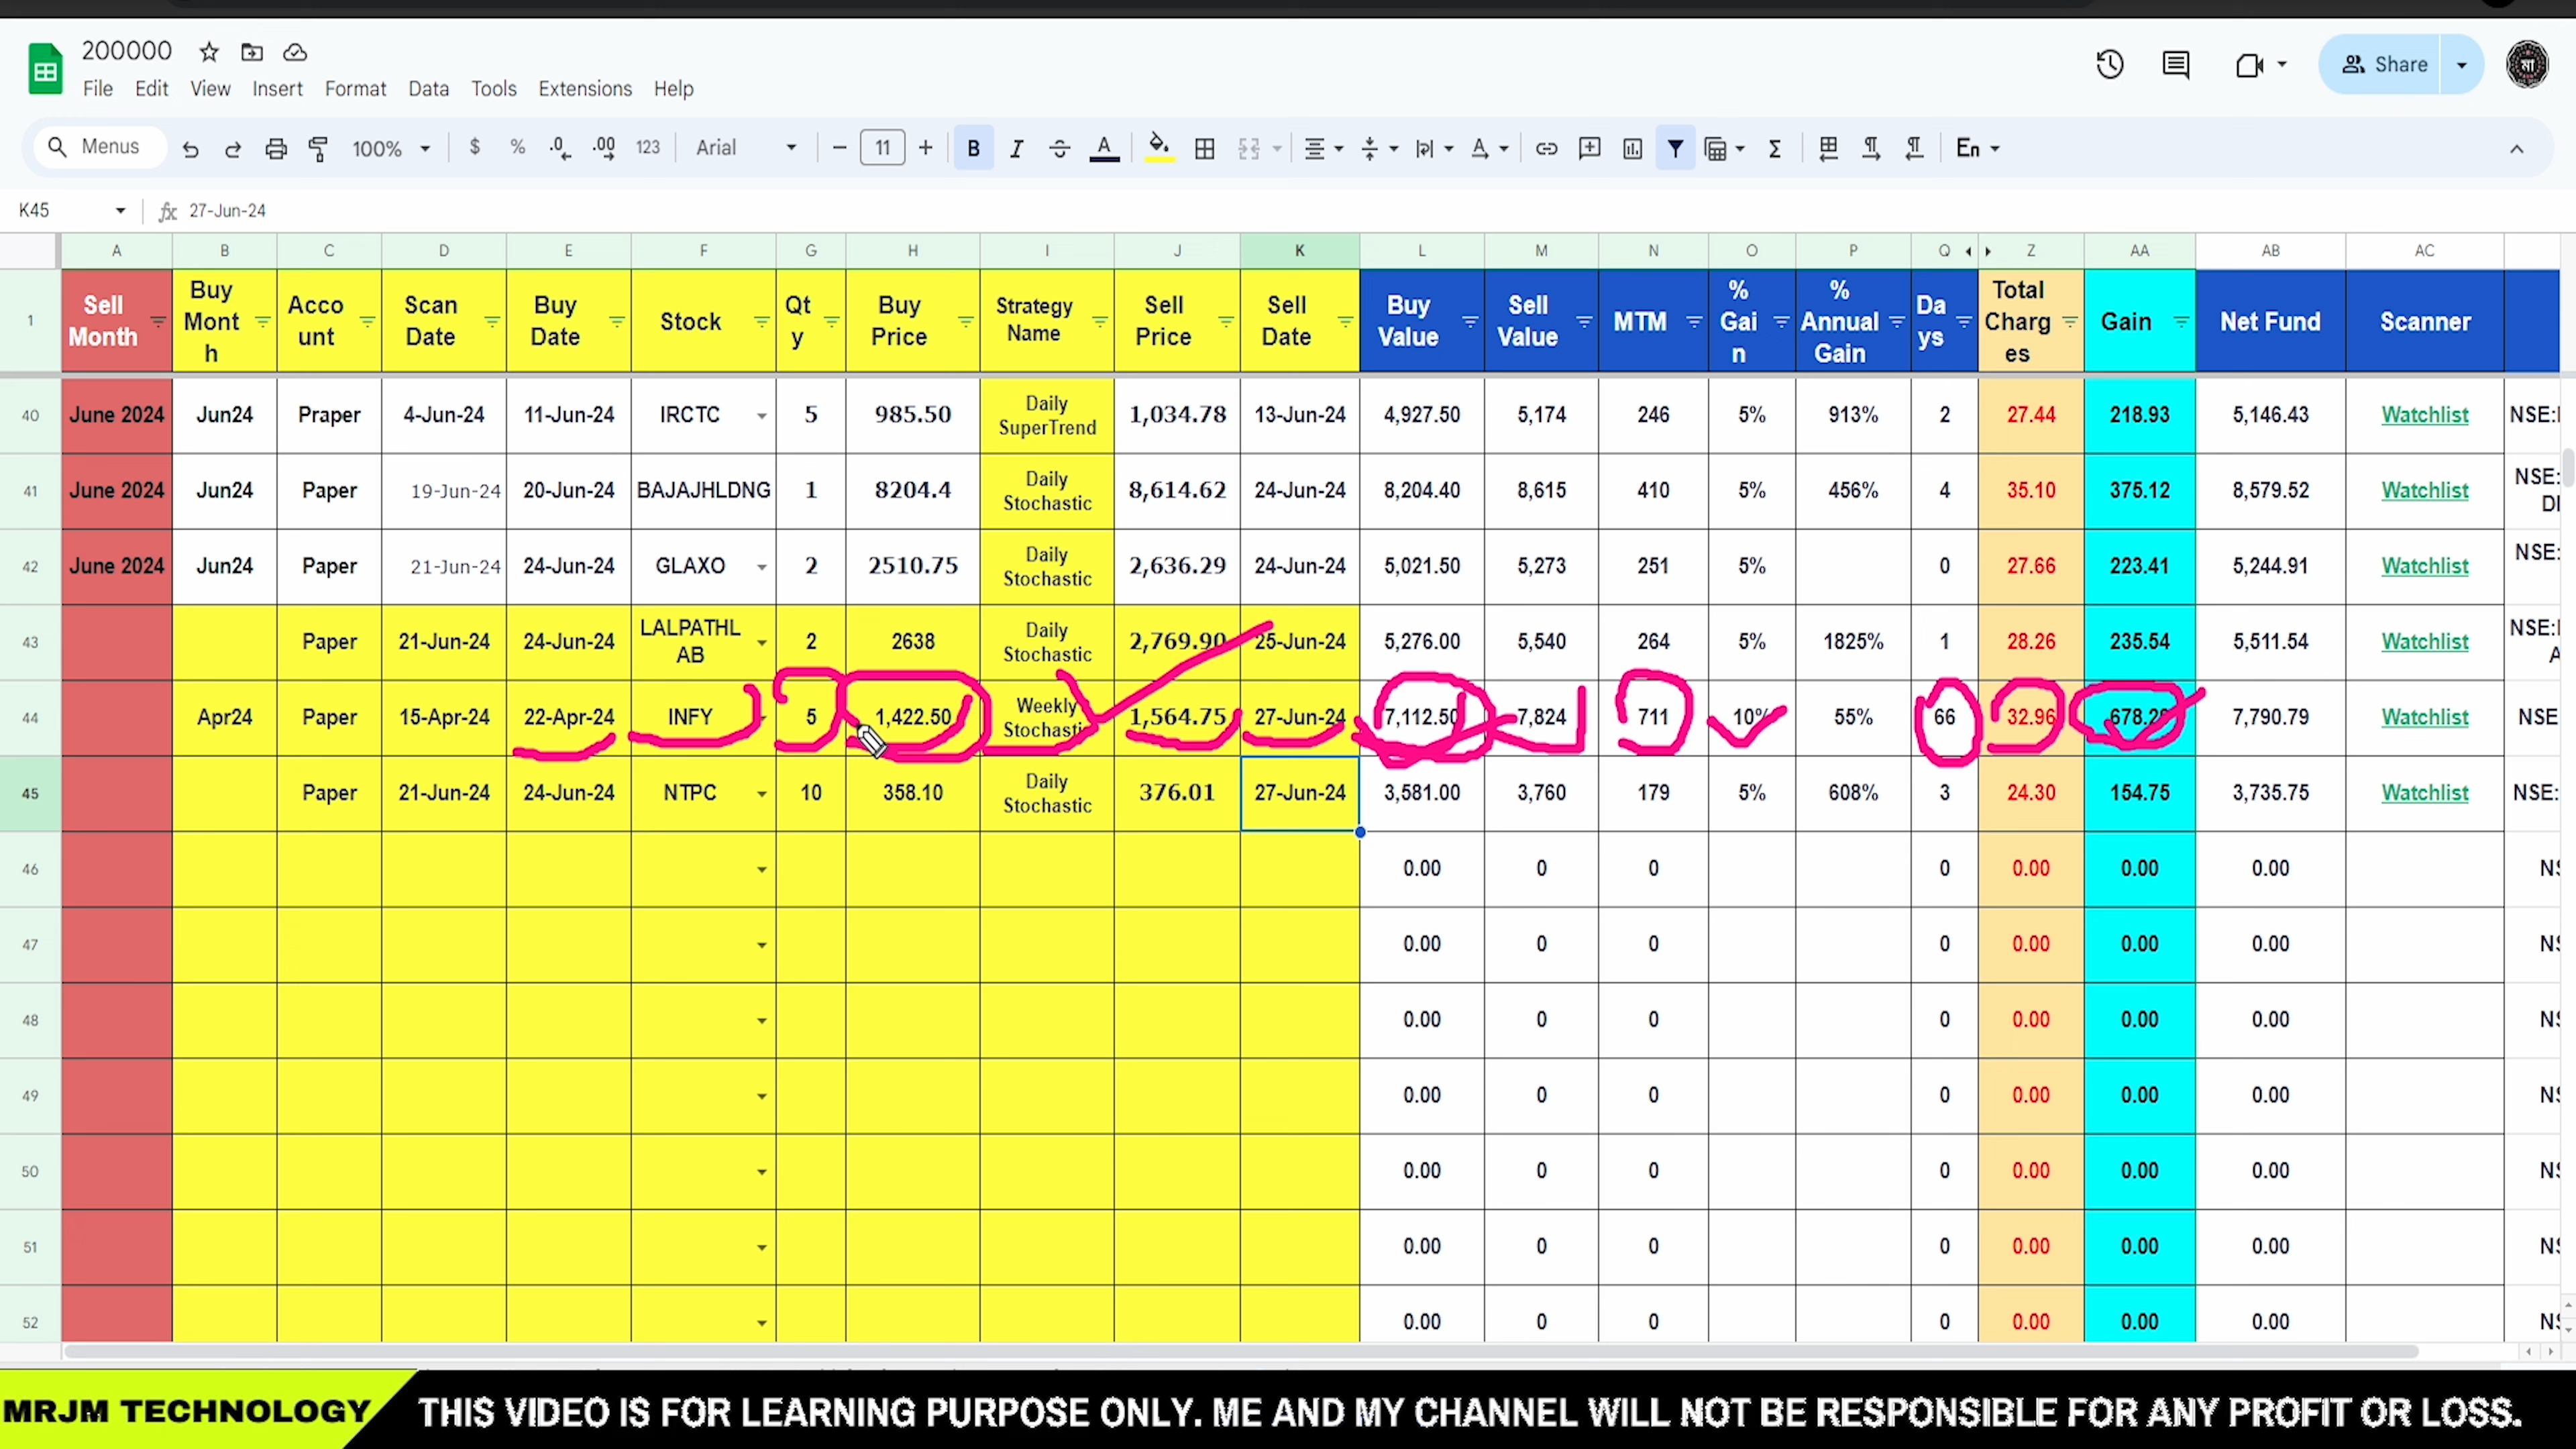 200000
File Edit View Insert Format Data Tools Extensions Help
Share
Menus 100% $ % .0 .00 123 Arial 11 B I A En
K45 fx 27-Jun-24
A B C D E F G H I J K L M N O P Q Z AA AB AC
1 Sell Month Buy Month Account Scan Date Buy Date Stock Qty Buy Price Strategy Name Sell Price Sell Date Buy Value Sell Value MTM % Gain % Annual Gain Days Total Charges Gain Net Fund Scanner
40 June 2024 Jun24 Praper 4-Jun-24 11-Jun-24 IRCTC 5 985.50 Daily SuperTrend 1,034.78 13-Jun-24 4,927.50 5,174 246 5% 913% 2 27.44 218.93 5,146.43 Watchlist
41 June 2024 Jun24 Paper 19-Jun-24 20-Jun-24 BAJAJHLDNG 1 8204.4 Daily Stochastic 8,614.62 24-Jun-24 8,204.40 8,615 410 5% 456% 4 35.10 375.12 8,579.52 Watchlist NSE:
42 June 2024 Jun24 Paper 21-Jun-24 24-Jun-24 GLAXO 2 2510.75 Daily Stochastic 2,636.29 24-Jun-24 5,021.50 5,273 251 5% 0 27.66 223.41 5,244.91 Watchlist NSE:
43 Paper 21-Jun-24 24-Jun-24 LALPATHLAB 2 2638 Daily Stochastic 2,769.90 25-Jun-24 5,276.00 5,540 264 5% 1825% 1 28.26 235.54 5,511.54 Watchlist
44 Apr24 Paper 15-Apr-24 22-Apr-24 INFY 5 1,422.50 Weekly Stochastic 1,564.75 27-Jun-24 7,112.50 7,824 711 10% 55% 66 32.96 7,790.79 Watchlist NSE
45 Paper 21-Jun-24 24-Jun-24 NTPC 10 358.10 Daily Stochastic 376.01 27-Jun-24 3,581.00 3,760 179 5% 608% 3 24.30 154.75 3,735.75 Watchlist NSE:
46 0.00 0 0 0 0.00 0.00 0.00
47 0.00 0 0 0 0.00 0.00 0.00
48 0.00 0 0 0 0.00 0.00 0.00
49 0.00 0 0 0 0.00 0.00 0.00
50 0.00 0 0 0 0.00 0.00 0.00
51 0.00 0 0 0 0.00 0.00 0.00
52 0.00 0 0 0 0.00 0.00 0.00
MRJM TECHNOLOGY THIS VIDEO IS FOR LEARNING PURPOSE ONLY. ME AND MY CHANNEL WILL NOT BE RESPONSIBLE FOR ANY PROFIT OR LOSS.